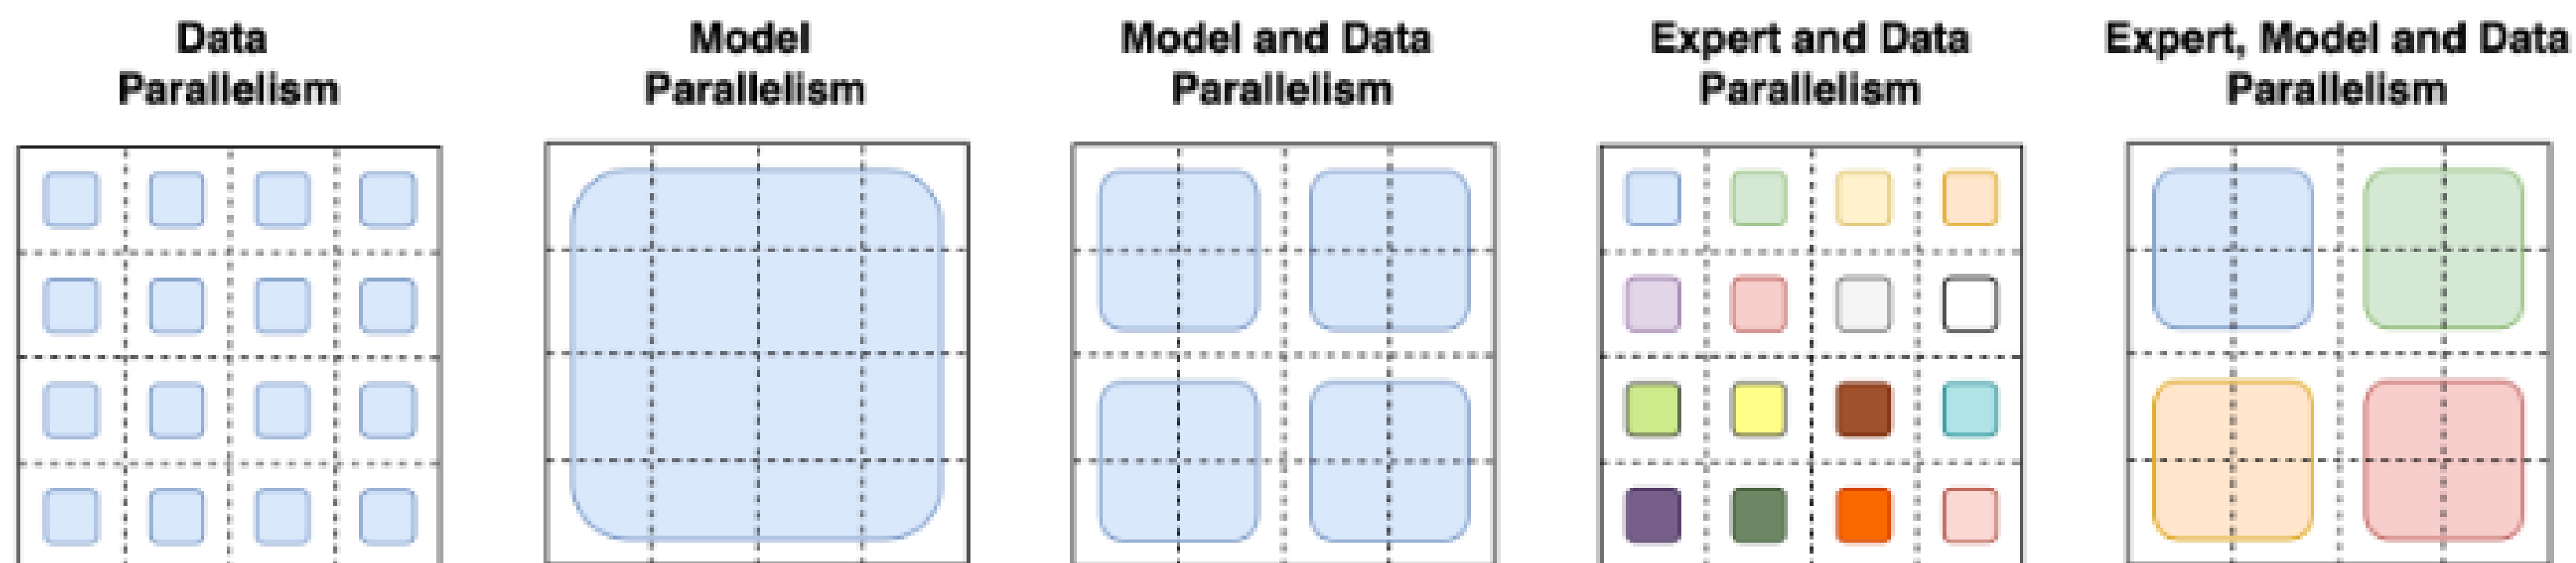 Data
Parallelism
Model
Parallelism
Model and Data
Parallelism
Expert and Data
Parallelism
Expert, Model and Data
Parallelism